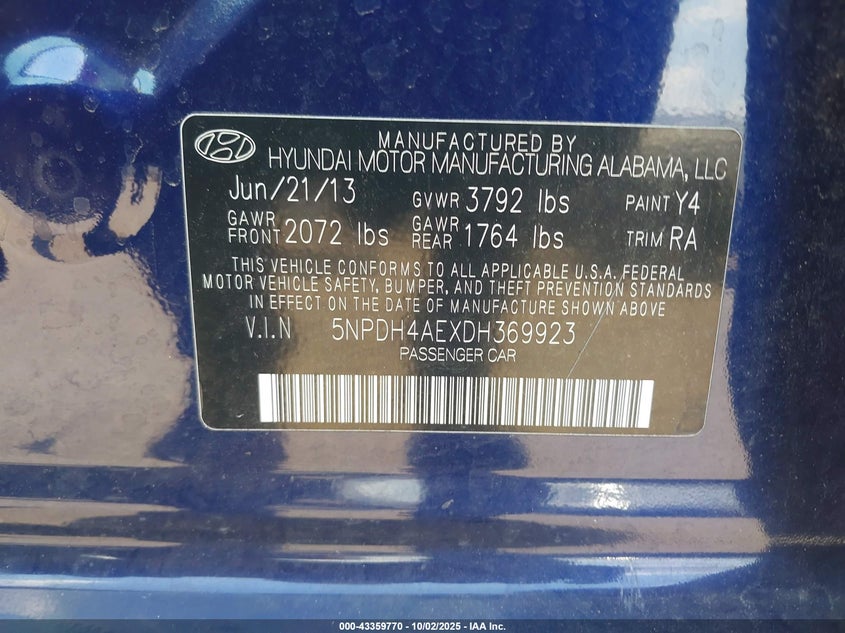 MANUFACTURED BY
HYUNDAI MOTOR MANUFACTURING ALABAMA, LLC
Jun/21/13 GVWR 3792 lbs PAINT Y4
GAWR FRONT 2072 lbs GAWR REAR 1764 lbs TRIM RA
THIS VEHICLE CONFORMS TO ALL APPLICABLE U.S.A. FEDERAL
MOTOR VEHICLE SAFETY, BUMPER, AND THEFT PREVENTION STANDARDS
IN EFFECT ON THE DATE OF MANUFACTURE SHOWN ABOVE
V.I.N 5NPDH4AEXDH369923
PASSENGER CAR
000-43359770 - 10/02/2025 - IAA Inc.